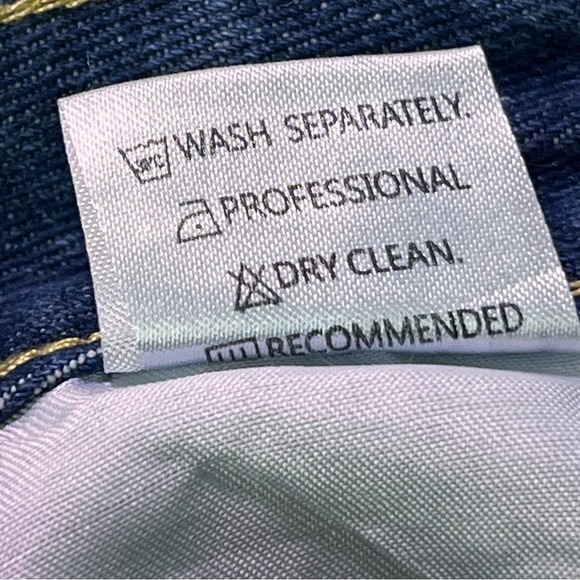 WASH SEPARATELY.
PROFESSIONAL
DRY CLEAN.
RECOMMENDED